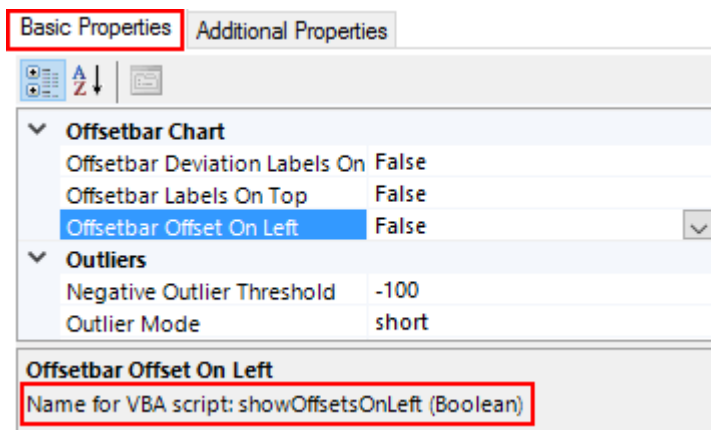 Basic Properties Additional Properties
Offsetbar Chart
Offsetbar Deviation Labels On False
Offsetbar Labels On Top False
Offsetbar Offset On Left False
Outliers
Negative Outlier Threshold -100
Outlier Mode short
Offsetbar Offset On Left
Name for VBA script: showOffsetsOnLeft (Boolean)